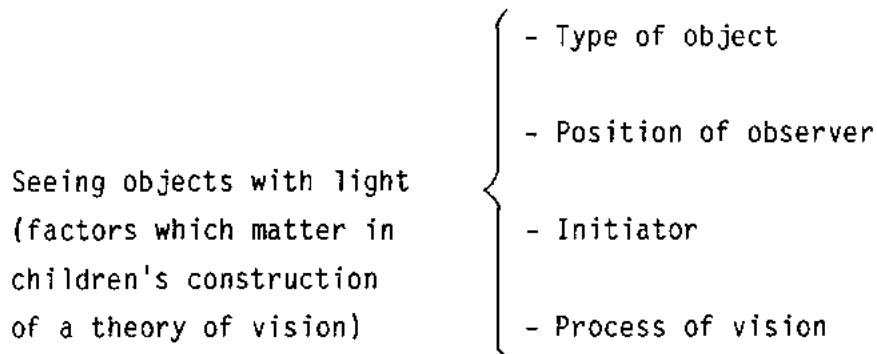 Seeing objects with light
(factors which matter in
children's construction
of a theory of vision)
- Type of object
- Position of observer
- Initiator
- Process of vision